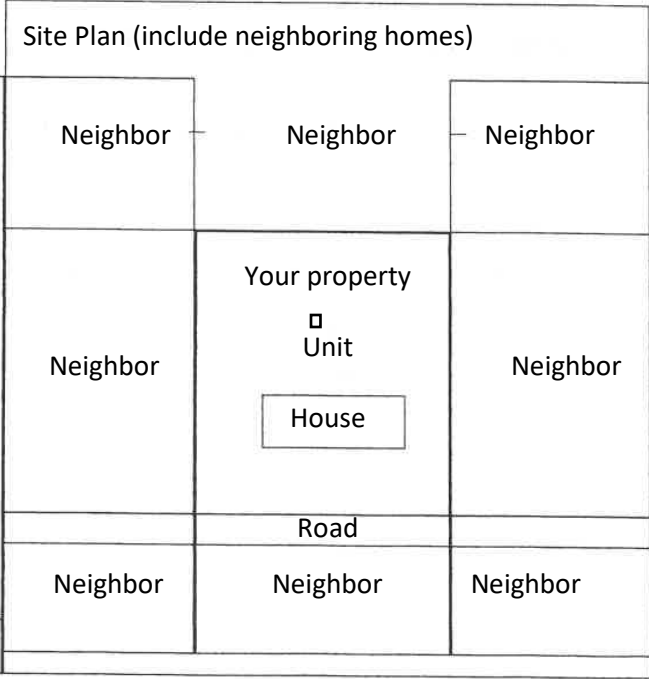 Site Plan (include neighboring homes)
Neighbor Neighbor Neighbor
Your property
Unit
Neighbor Neighbor
House
Road
Neighbor Neighbor Neighbor